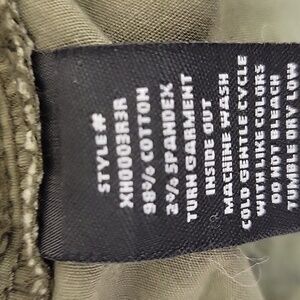 STYLE #
XH0003R3R
98% COTTON
2% SPANDEX
TURN GARMENT
INSIDE OUT
MACHINE WASH
COLD GENTLE CYCLE
WITH LIKE COLORS
DO NOT BLEACH
TUMBLE DRY LOW